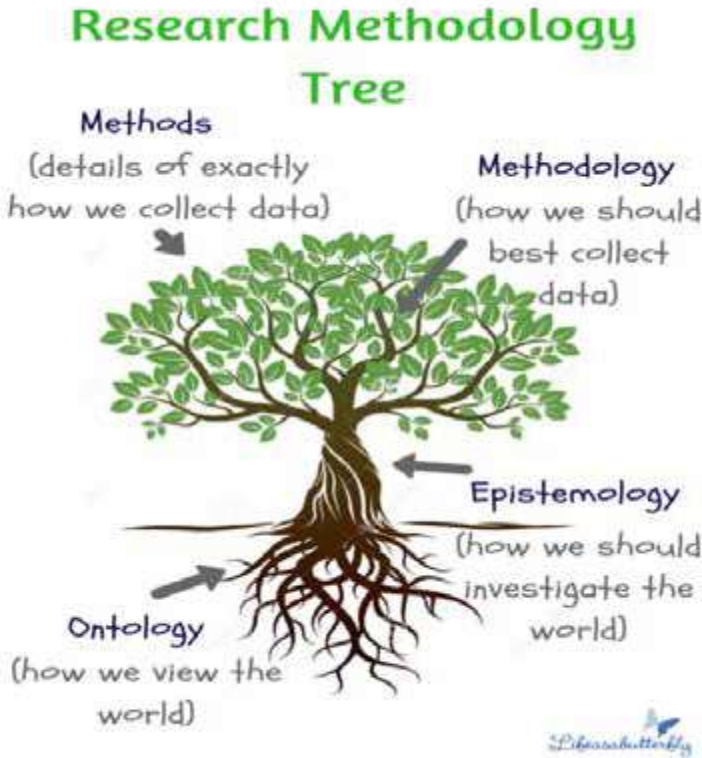 Research Methodology
Tree
Methods
(details of exactly
how we collect data)
Methodology
(how we should
best collect
data)
Epistemology
(how we should
investigate the
world)
Ontology
(how we view the
world)
Likeasabutterfly